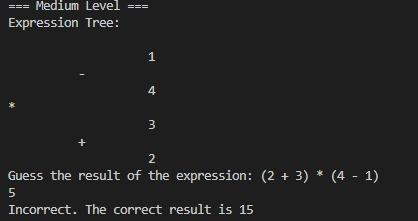 === Medium Level ===
Expression Tree:
1
-
4
*
3
+
2
Guess the result of the expression: (2 + 3) * (4 - 1)
5
Incorrect. The correct result is 15